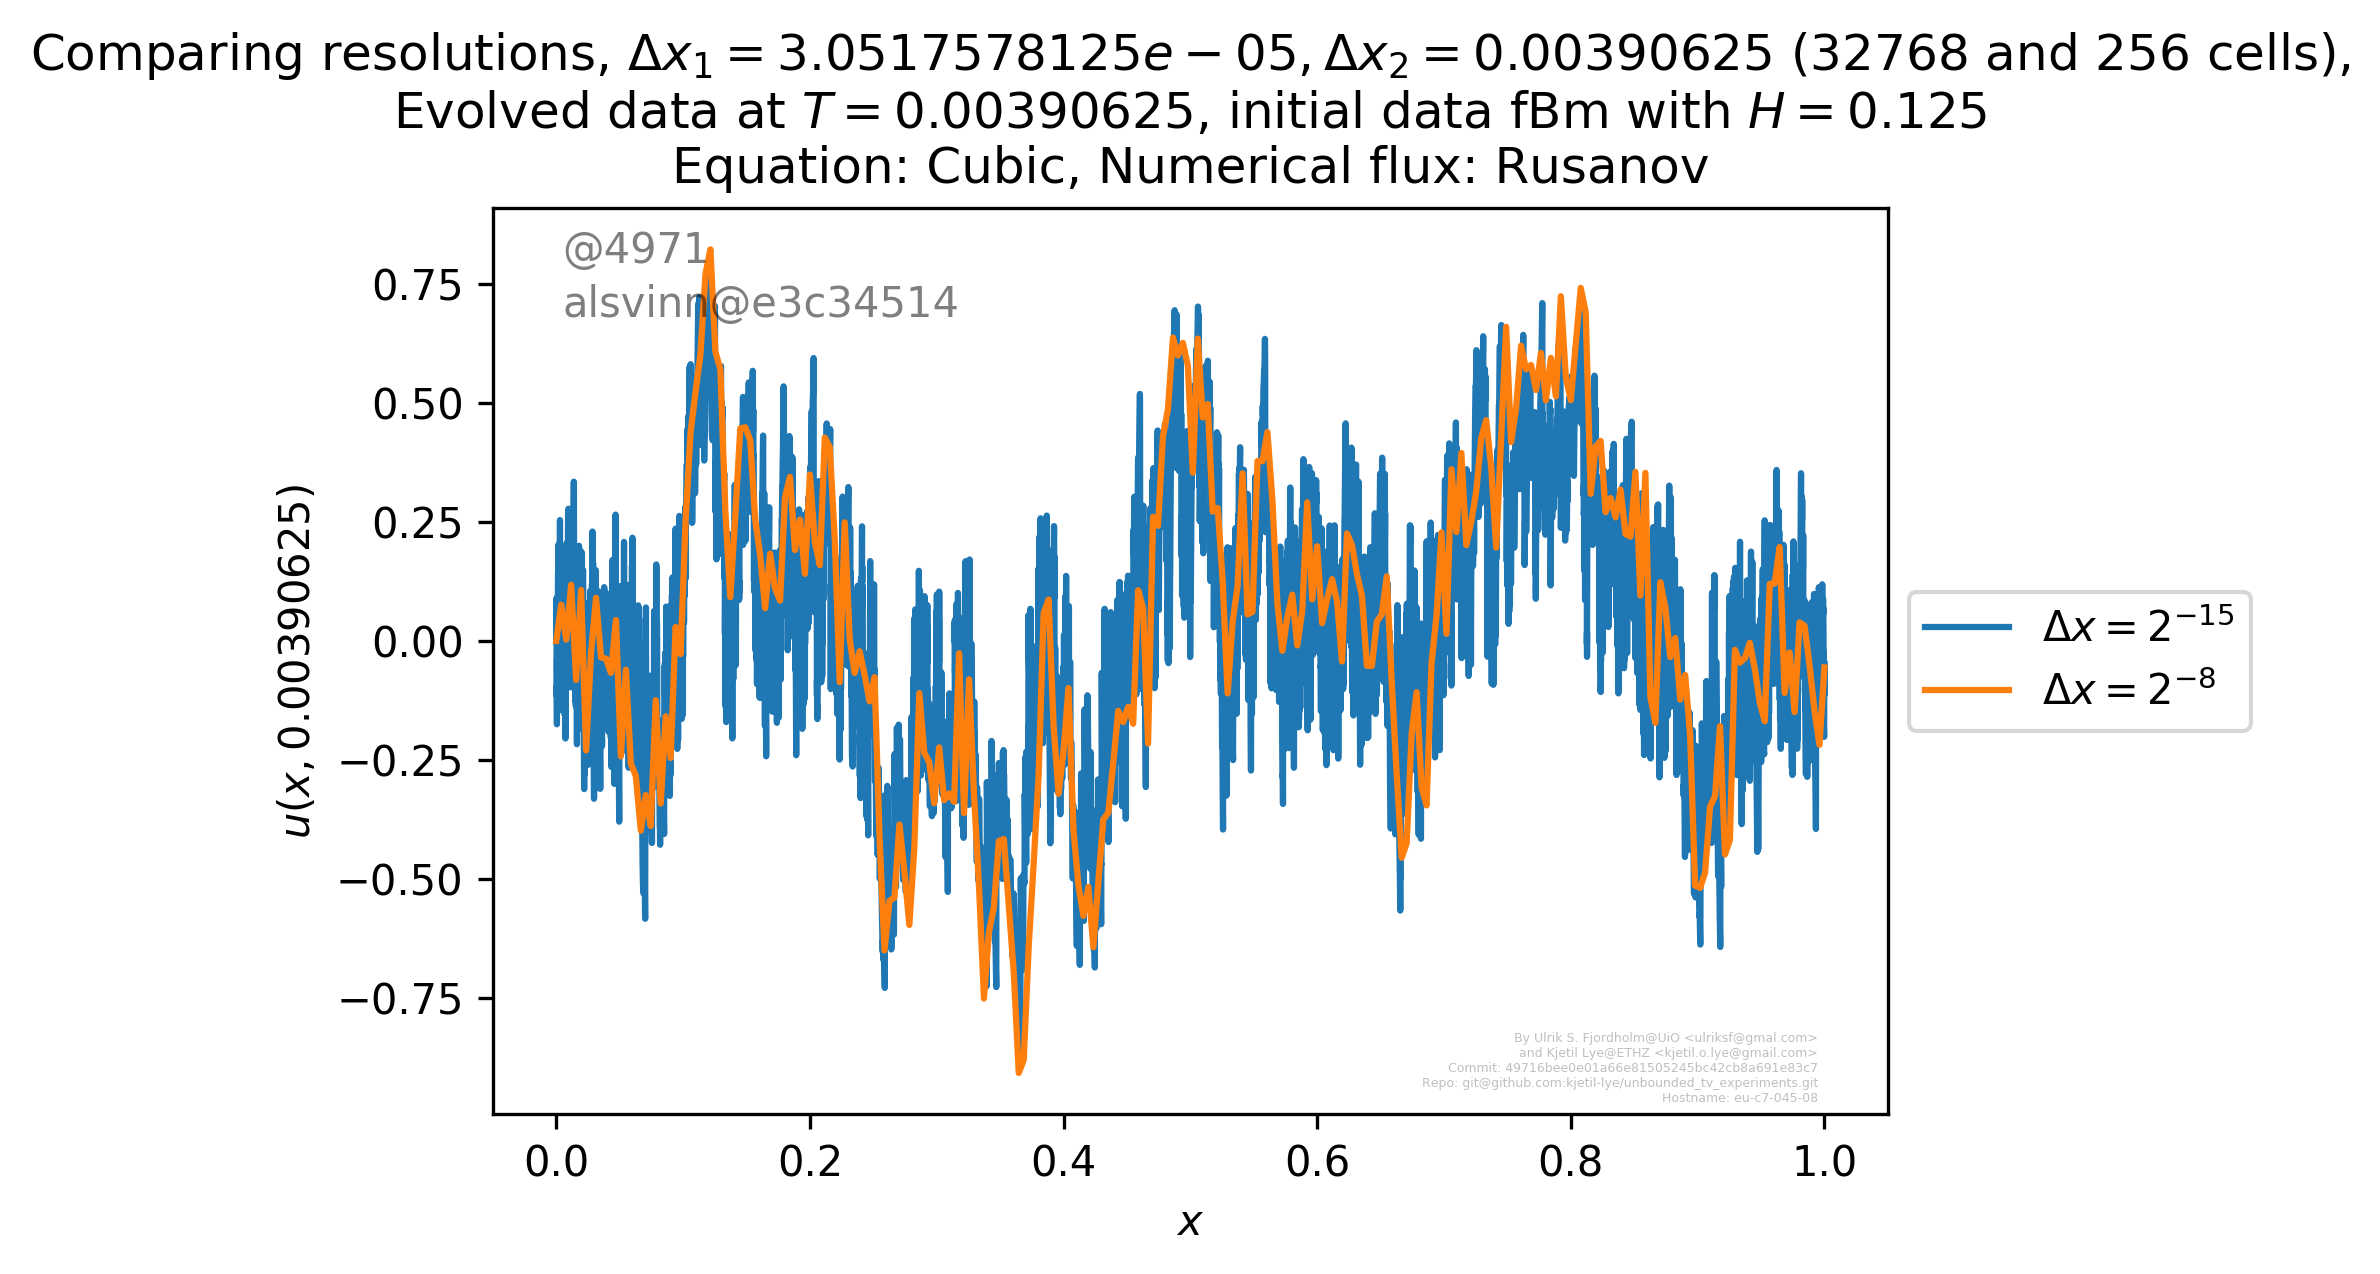 Comparing resolutions, Δx₁ = 3.0517578125e − 05, Δx₂ = 0.00390625 (32768 and 256 cells),
Evolved data at T = 0.00390625, initial data fBm with H = 0.125
Equation: Cubic, Numerical flux: Rusanov
@4971
alsvinn@e3c34514
0.75
0.50
0.25
0.00
−0.25
−0.50
−0.75
u(x, 0.00390625)
Δx = 2⁻¹⁵
Δx = 2⁻⁸
By Ulrik S. Fjordholm@UiO <ulriksf@gmal.com>
and Kjetil Lye@ETHZ <kjetil.o.lye@gmail.com>
Commit: 49716bee0e01a66e81505245bc42cb8a691e83c7
Repo: git@github.com:kjetil-lye/unbounded_tv_experiments.git
Hostname: eu-c7-045-08
0.0 0.2 0.4 0.6 0.8 1.0
x